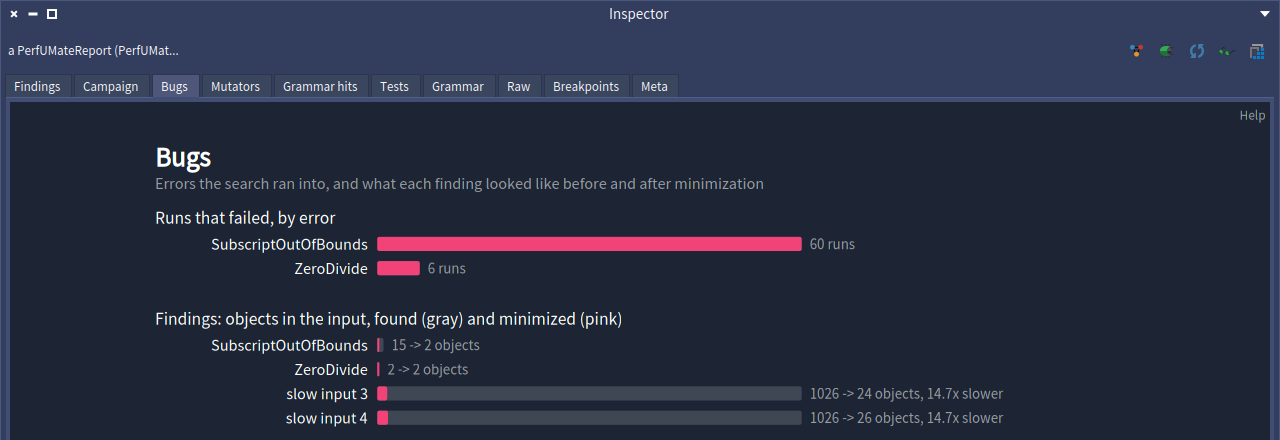 Inspector
a PerfUMateReport (PerfUMat...
Findings Campaign Bugs Mutators Grammar hits Tests Grammar Raw Breakpoints Meta
Help
Bugs
Errors the search ran into, and what each finding looked like before and after minimization
Runs that failed, by error
SubscriptOutOfBounds 60 runs
ZeroDivide 6 runs
Findings: objects in the input, found (gray) and minimized (pink)
SubscriptOutOfBounds 15 -> 2 objects
ZeroDivide 2 -> 2 objects
slow input 3 1026 -> 24 objects, 14.7x slower
slow input 4 1026 -> 26 objects, 14.7x slower